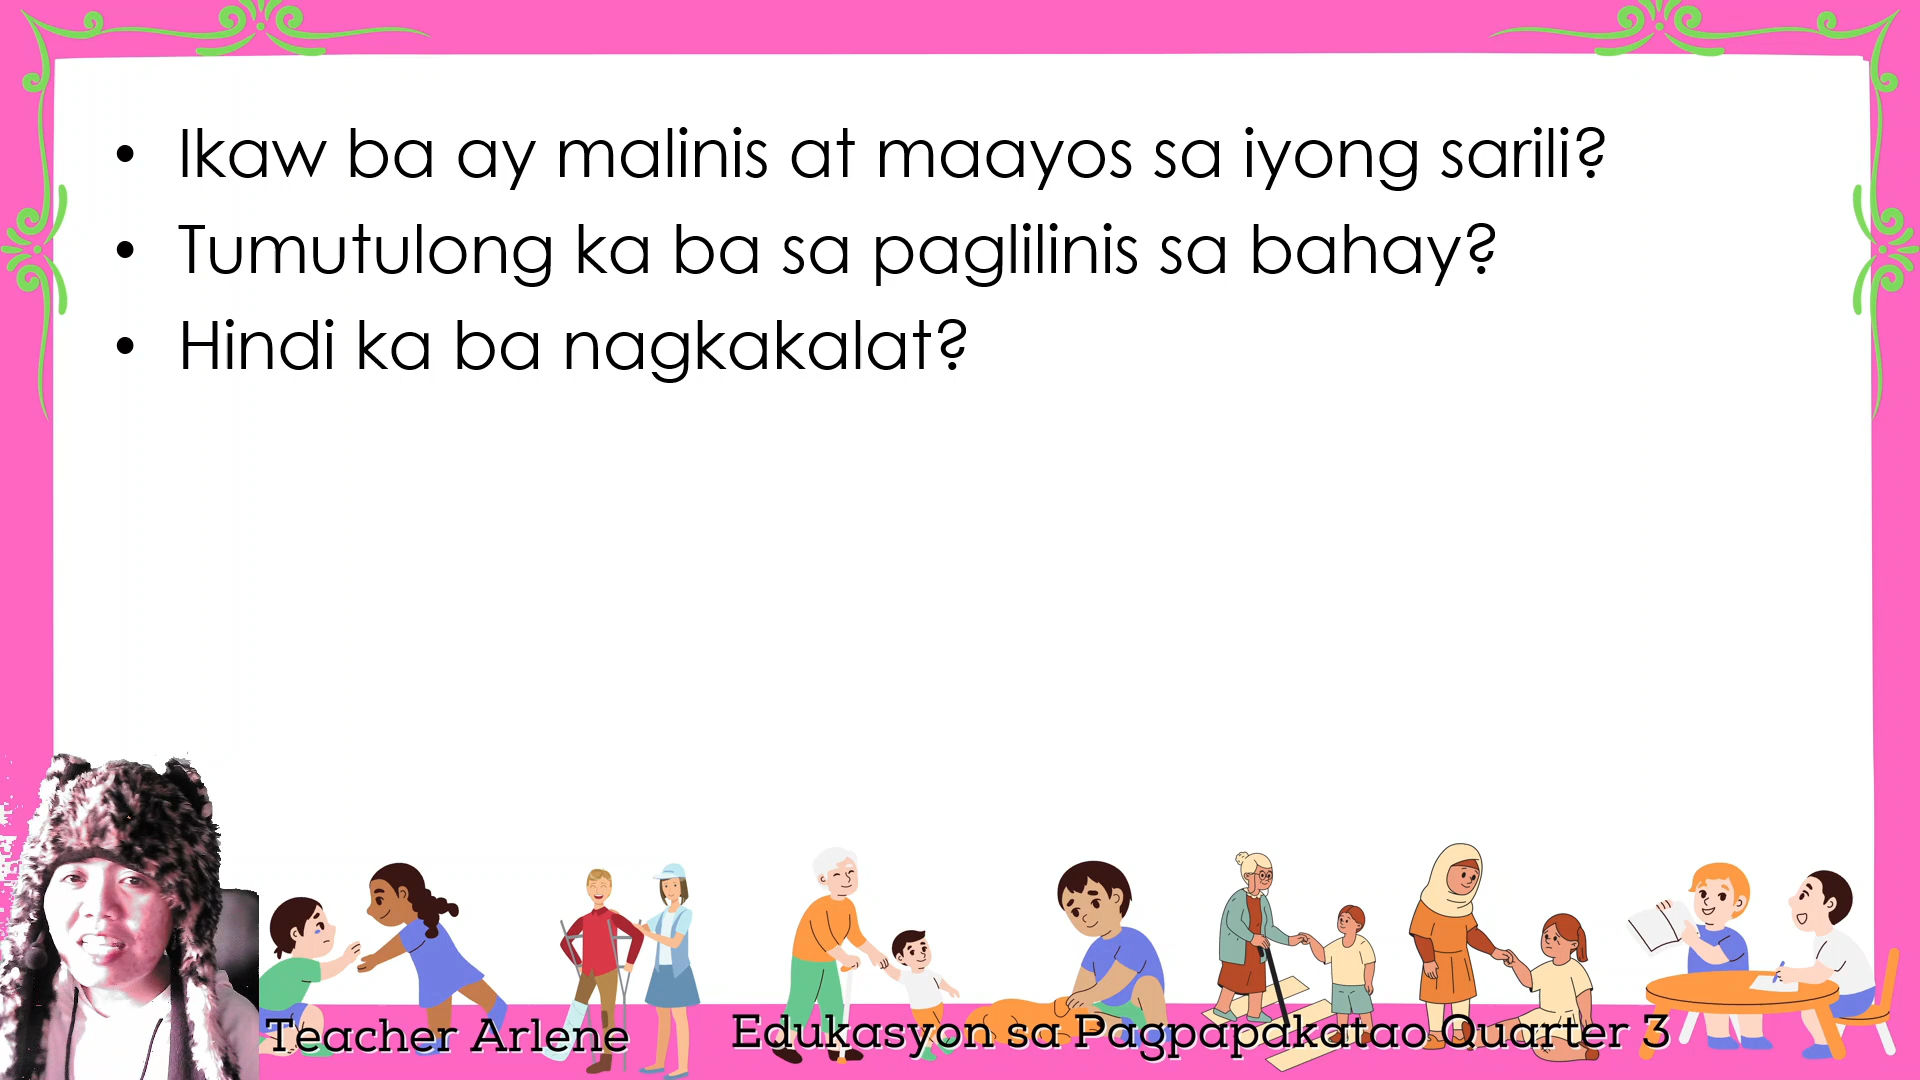 • Ikaw ba ay malinis at maayos sa iyong sarili?
• Tumutulong ka ba sa paglilinis sa bahay?
• Hindi ka ba nagkakalat?
Teacher Arlene
Edukasyon sa Pagpapakatao Quarter 3